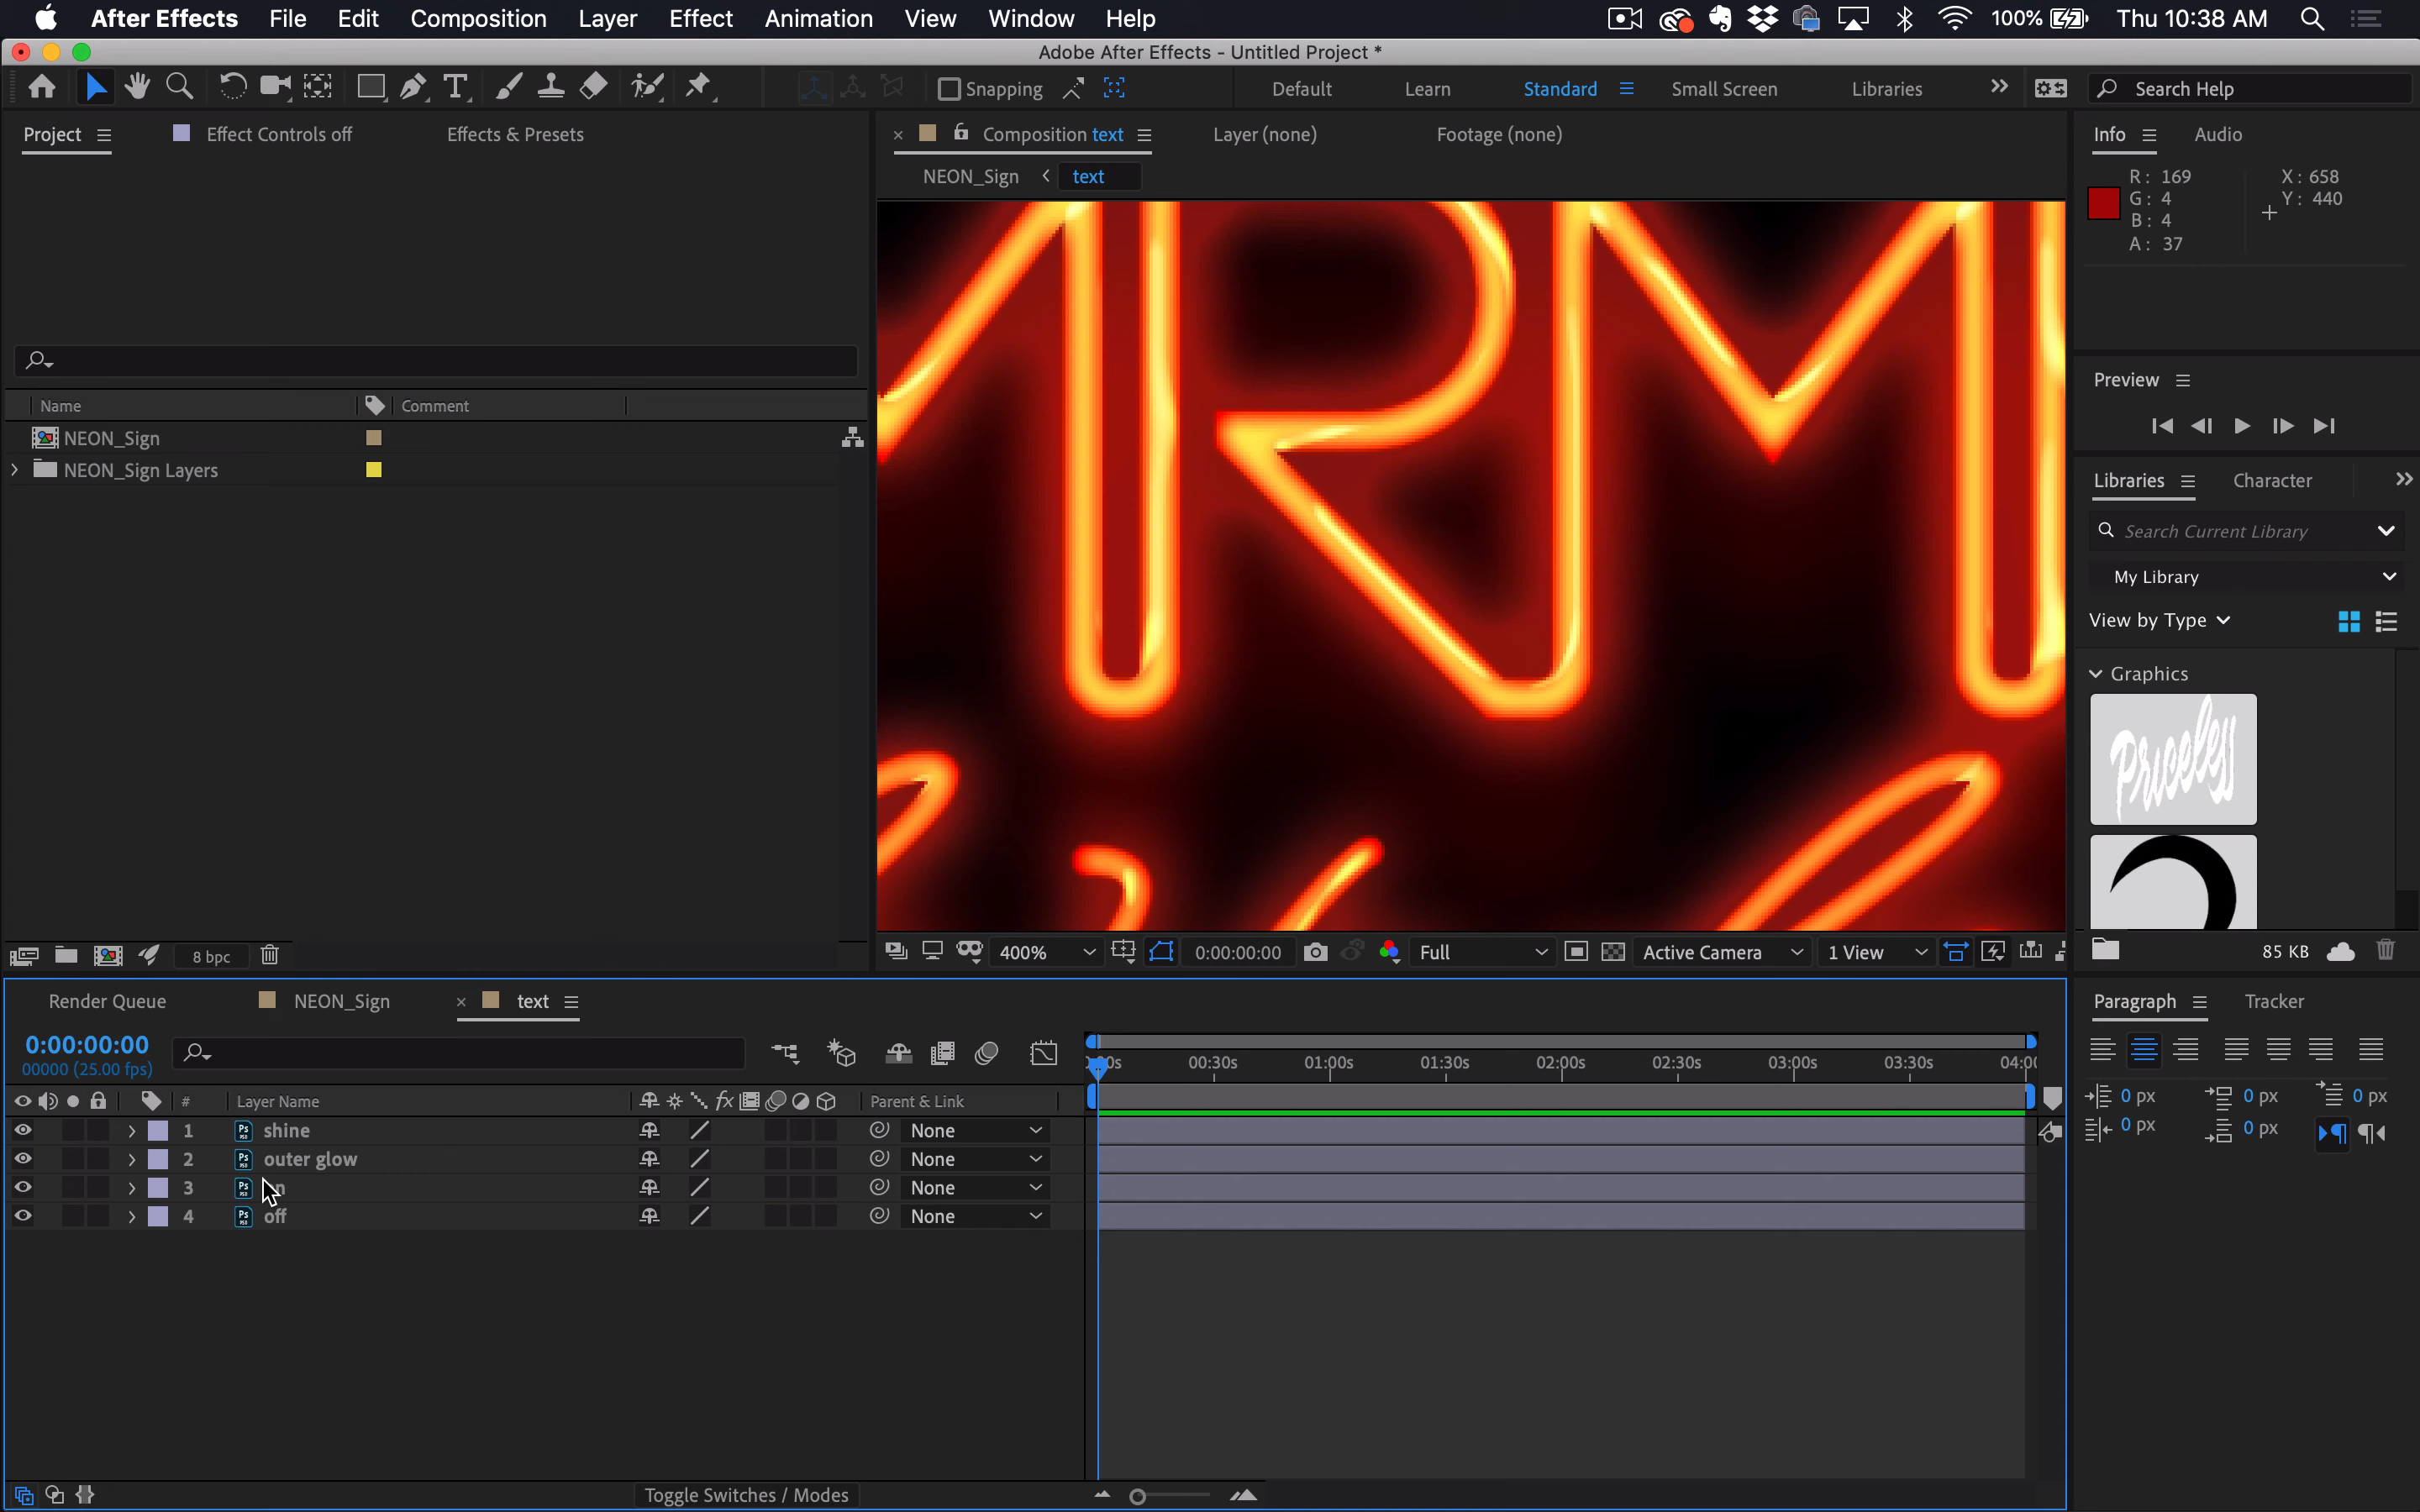 After Effects File Edit Composition Layer Effect Animation View Window Help 100% Thu 10:38 AM
Adobe After Effects - Untitled Project *
Snapping Default Learn Standard Small Screen Libraries Search Help
Project Effect Controls off Effects & Presets
Composition text Layer (none) Footage (none)
NEON_Sign text
Info Audio
R: 169 X: 658
G: 4 Y: 440
B: 4
A: 37
Preview
Name Comment
NEON_Sign
NEON_Sign Layers
Libraries Character
Search Current Library
My Library
View by Type
Graphics
Priceless
8 bpc
400% 0:00:00:00 Full Active Camera 1 View
85 KB
Render Queue NEON_Sign text
0:00:00:00
00000 (25.00 fps)
00:30s 01:00s 01:30s 02:00s 02:30s 03:00s 03:30s
# Layer Name fx Parent & Link
1 Ps shine None
2 Ps outer glow None
3 Ps None
4 Ps off None
Toggle Switches / Modes
Paragraph Tracker
0 px 0 px 0 px
0 px 0 px